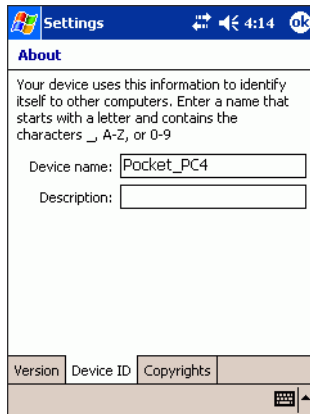 Settings 4:14 ok
About
Your device uses this information to identify
itself to other computers. Enter a name that
starts with a letter and contains the
characters _, A-Z, or 0-9
Device name: Pocket_PC4
Description:
Version Device ID Copyrights